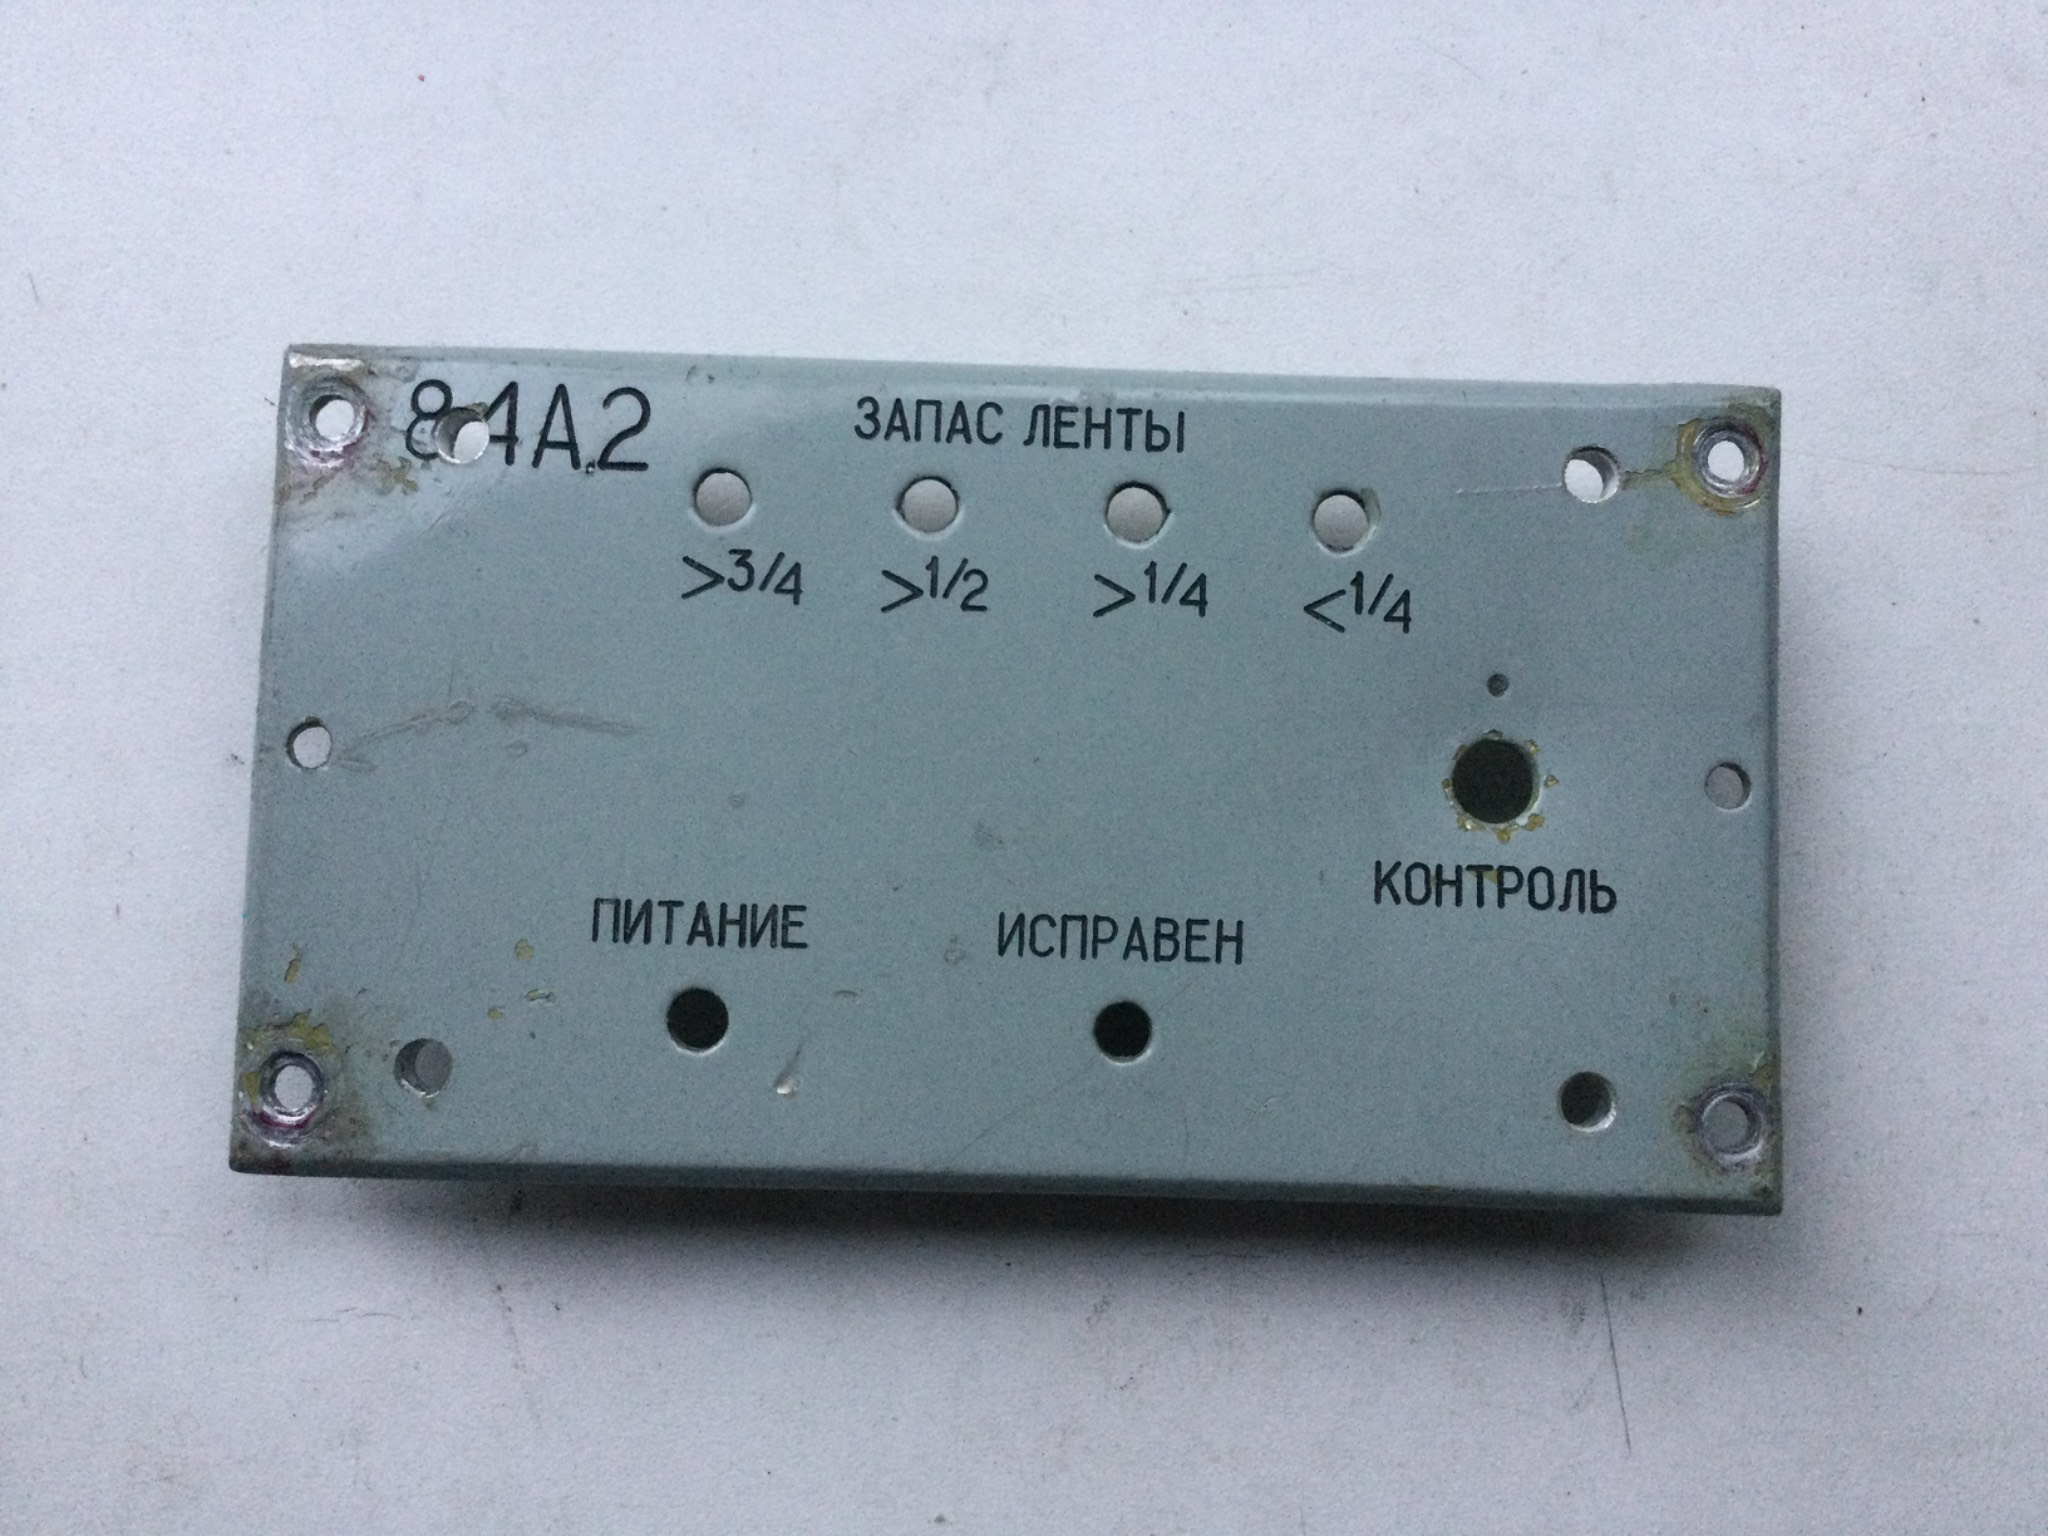 84А2
ЗАПАС ЛЕНТЫ
>3/4 >1/2 >1/4 <1/4
КОНТРОЛЬ
ПИТАНИЕ ИСПРАВЕН